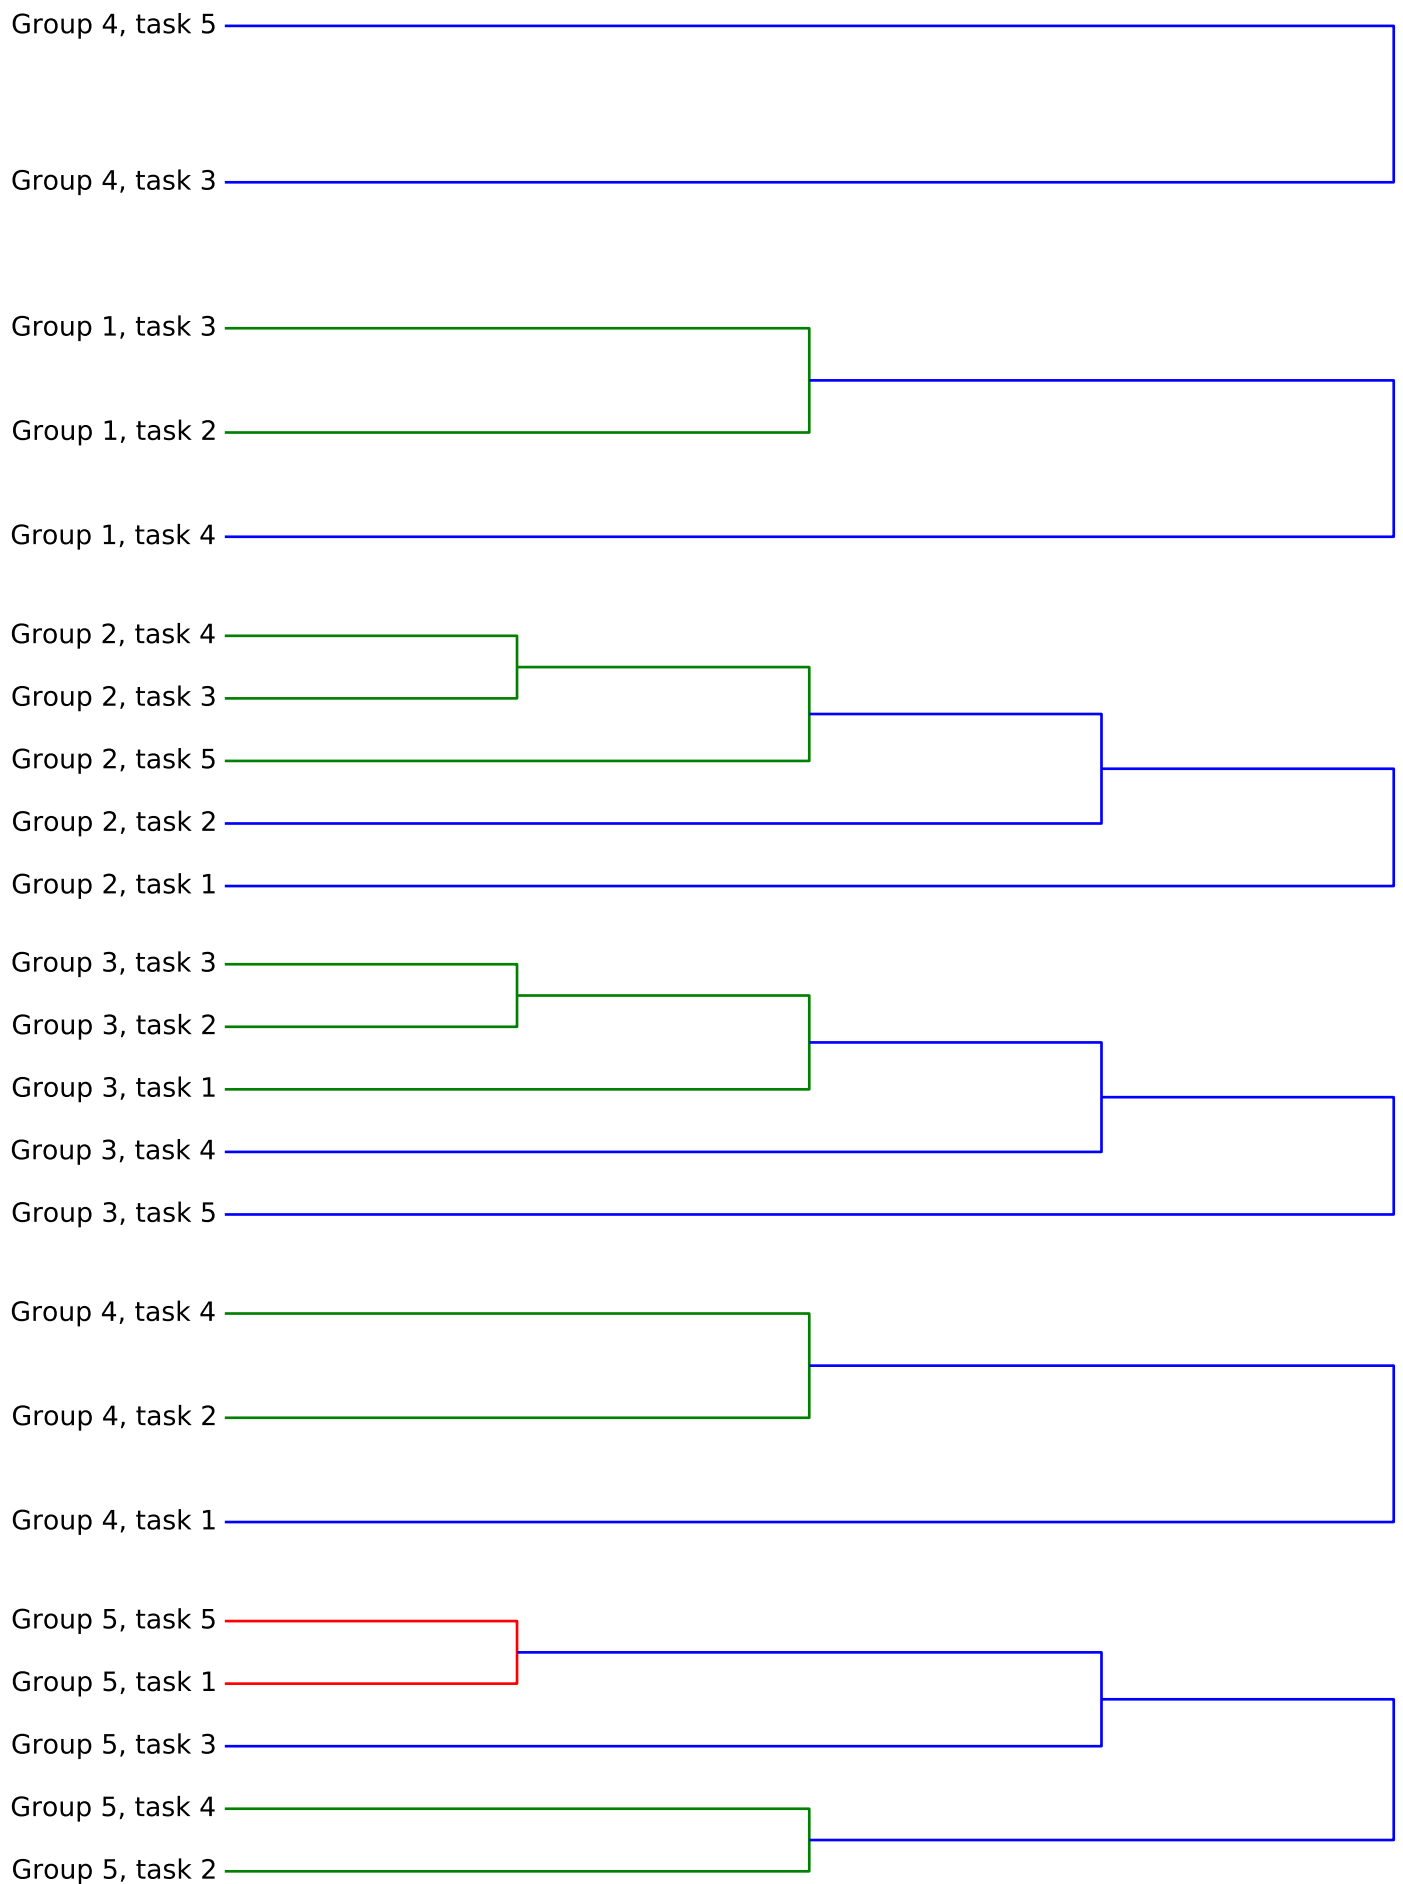 Group 4, task 5
Group 4, task 3
Group 1, task 3
Group 1, task 2
Group 1, task 4
Group 2, task 4
Group 2, task 3
Group 2, task 5
Group 2, task 2
Group 2, task 1
Group 3, task 3
Group 3, task 2
Group 3, task 1
Group 3, task 4
Group 3, task 5
Group 4, task 4
Group 4, task 2
Group 4, task 1
Group 5, task 5
Group 5, task 1
Group 5, task 3
Group 5, task 4
Group 5, task 2